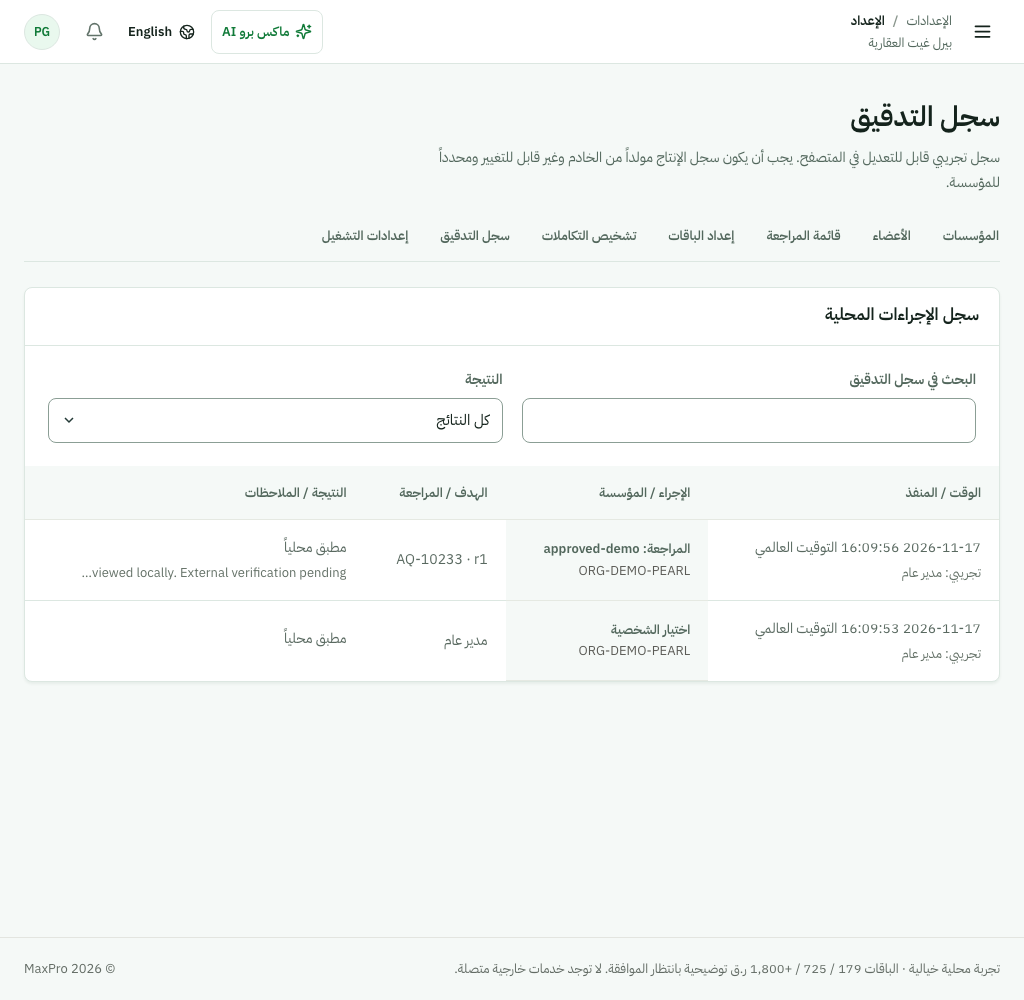 الإعدادات / الإعداد
بيرل غيت العقارية
ماكس برو AI
English
PG
سجل التدقيق
سجل تجريبي قابل للتعديل في المتصفح. يجب أن يكون سجل الإنتاج مولداً من الخادم وغير قابل للتغيير ومحدداً
للمؤسسة.
المؤسسات الأعضاء قائمة المراجعة إعداد الباقات تشخيص التكاملات سجل التدقيق إعدادات التشغيل
سجل الإجراءات المحلية
البحث في سجل التدقيق
النتيجة
كل النتائج
الوقت / المنفذ الإجراء / المؤسسة الهدف / المراجعة النتيجة / الملاحظات
2026-11-17 16:09:56 التوقيت العالمي
تجريبي: مدير عام
المراجعة: approved-demo
ORG-DEMO-PEARL
AQ-10233 · r1
مطبق محلياً
...viewed locally. External verification pending
2026-11-17 16:09:53 التوقيت العالمي
تجريبي: مدير عام
اختيار الشخصية
ORG-DEMO-PEARL
مدير عام
مطبق محلياً
تجربة محلية خيالية · الباقات 179 / 725 / +1,800 ر.ق توضيحية بانتظار الموافقة. لا توجد خدمات خارجية متصلة.
© 2026 MaxPro